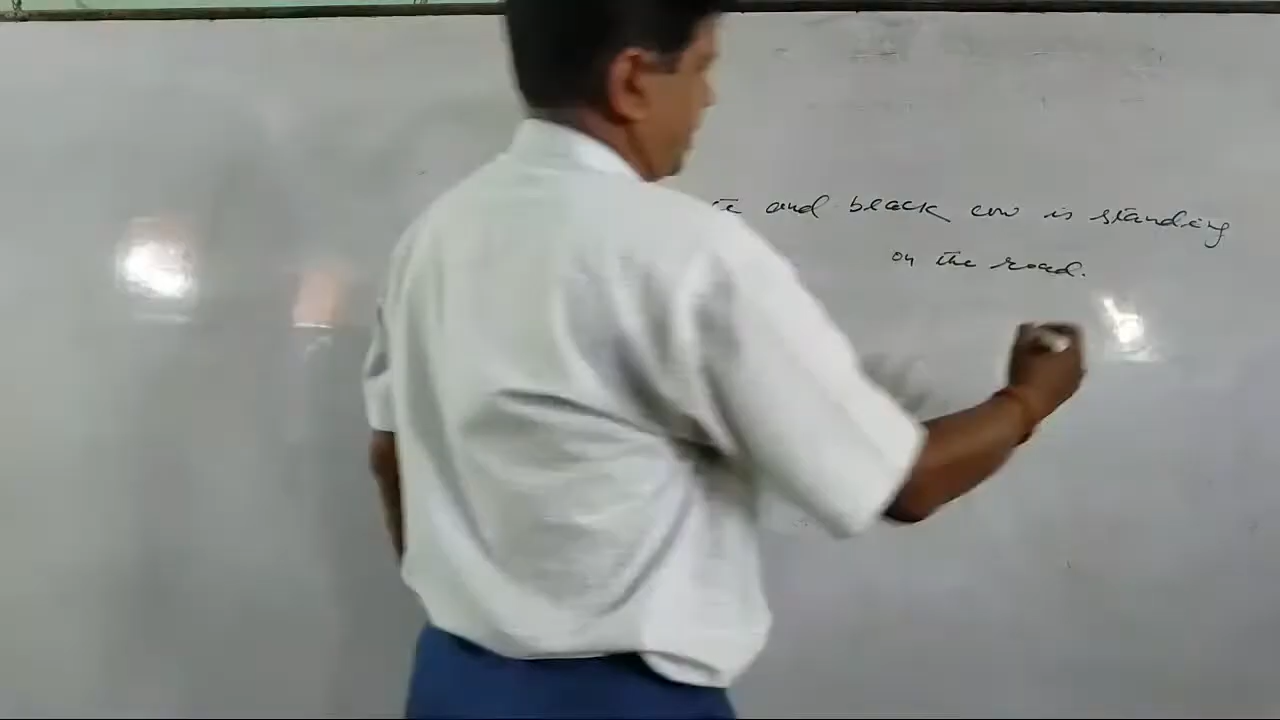 and black cow is standing
on the road.